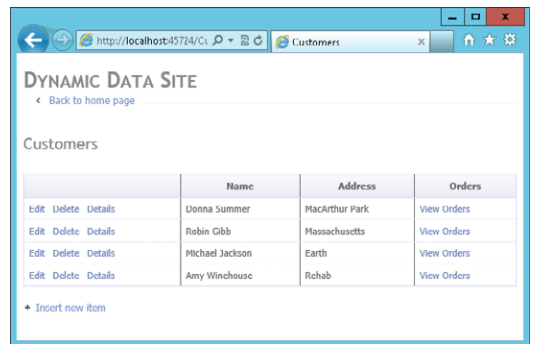 http://localhost:45724/Cu
Customers
DYNAMIC DATA SITE
Back to home page
Customers
Name Address Orders
Edit Delete Details Donna Summer MacArthur Park View Orders
Edit Delete Details Robin Gibb Massachusetts View Orders
Edit Delete Details Michael Jackson Earth View Orders
Edit Delete Details Amy Winehouse Rehab View Orders
Insert new item